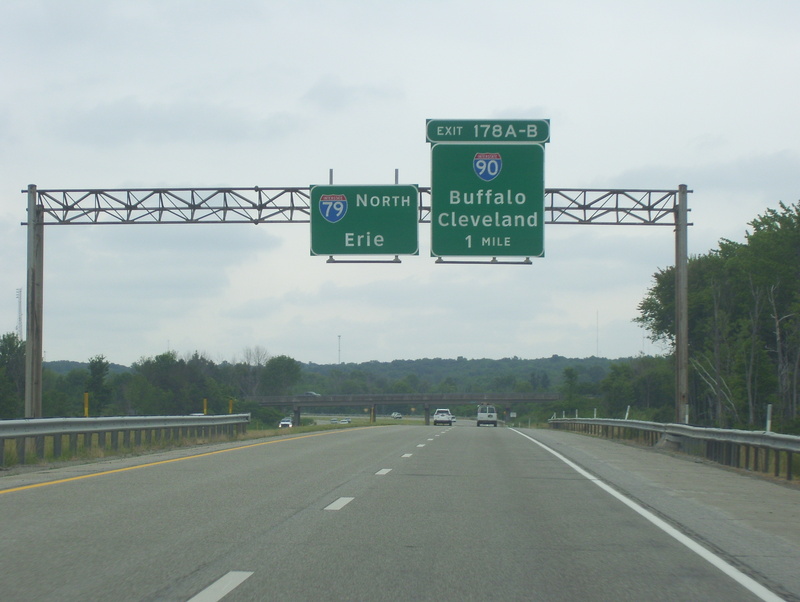 79 NORTH
Erie
EXIT 178A-B
90
Buffalo
Cleveland
1 MILE